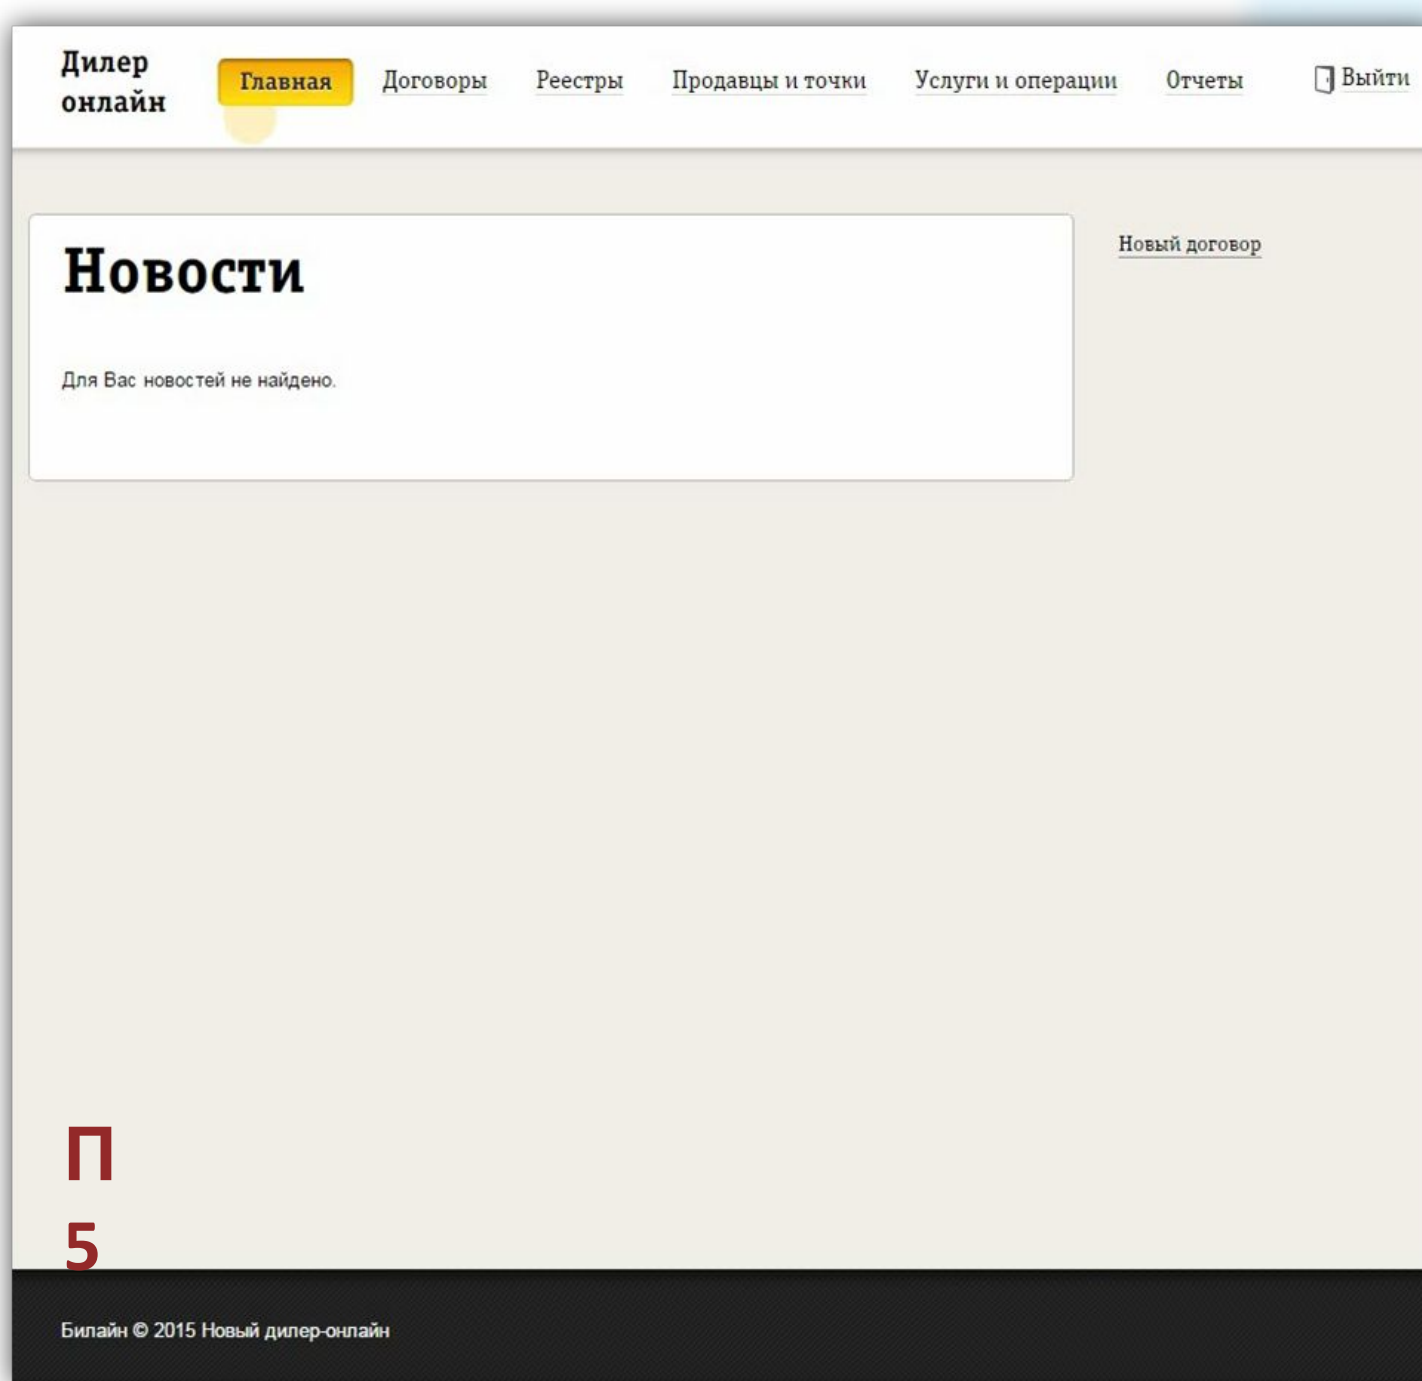 Дилер
онлайн
Главная Договоры Реестры Продавцы и точки Услуги и операции Отчеты Выйти
Новости
Новый договор
Для Вас новостей не найдено.
П
5
Билайн © 2015 Новый дилер-онлайн